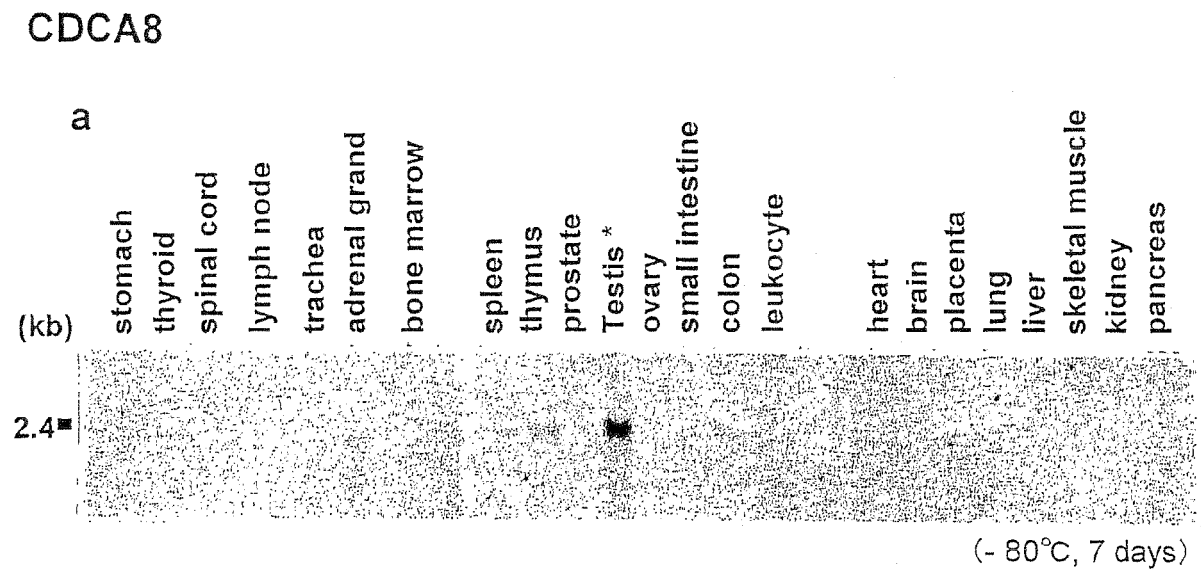 CDCA8
a
(kb)
stomach
thyroid
spinal cord
lymph node
trachea
adrenal grand
bone marrow
spleen
thymus
prostate
Testis *
ovary
small intestine
colon
leukocyte
heart
brain
placenta
lung
liver
skeletal muscle
kidney
pancreas
2.4
(- 80°C, 7 days)